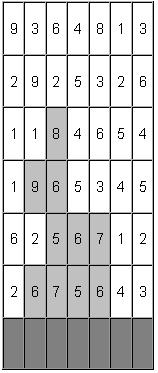 9 3 6 4 8 1 3
2 9 2 5 3 2 6
1 1 8 4 6 5 4
1 9 6 5 3 4 5
6 2 5 6 7 1 2
2 6 7 5 6 4 3